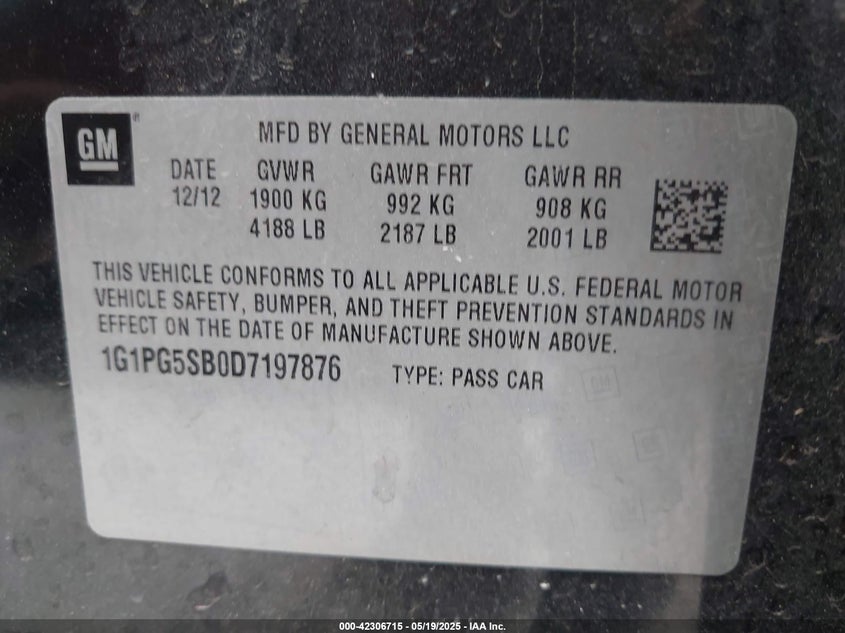 GM
MFD BY GENERAL MOTORS LLC
DATE GVWR GAWR FRT GAWR RR
12/12 1900 KG 992 KG 908 KG
4188 LB 2187 LB 2001 LB
THIS VEHICLE CONFORMS TO ALL APPLICABLE U.S. FEDERAL MOTOR
VEHICLE SAFETY, BUMPER, AND THEFT PREVENTION STANDARDS IN
EFFECT ON THE DATE OF MANUFACTURE SHOWN ABOVE.
1G1PG5SB0D7197876 TYPE: PASS CAR
GM
000-42306715 - 05/19/2025 - IAA Inc.